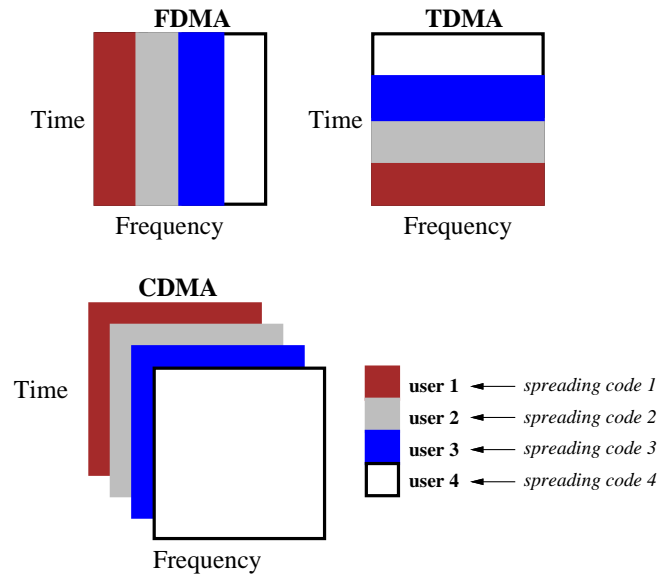 FDMA
TDMA
Time
Time
Frequency
Frequency
CDMA
Time
user 1 spreading code 1
user 2 spreading code 2
user 3 spreading code 3
user 4 spreading code 4
Frequency